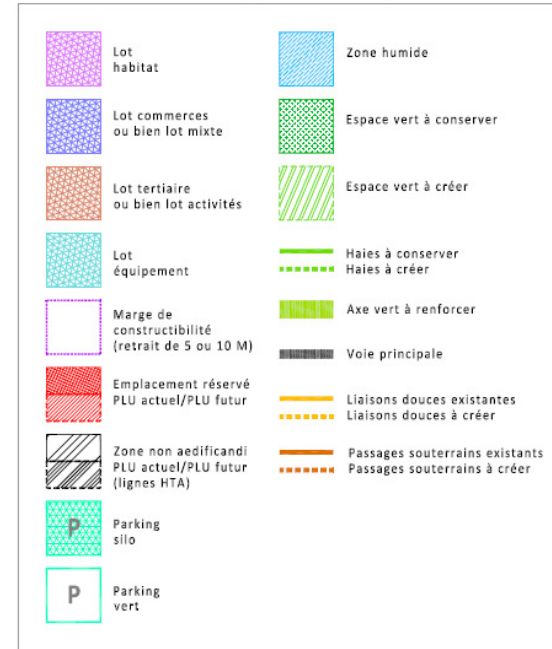 Lot
habitat
Lot commerces
ou bien lot mixte
Lot tertiaire
ou bien lot activités
Lot
équipement
Marge de
constructibilité
(retrait de 5 ou 10 M)
Emplacement réservé
PLU actuel/PLU futur
Zone non aedificandi
PLU actuel/PLU futur
(lignes HTA)
P
Parking
silo
P
Parking
vert
Zone humide
Espace vert à conserver
Espace vert à créer
Haies à conserver
Haies à créer
Axe vert à renforcer
Voie principale
Liaisons douces existantes
Liaisons douces à créer
Passages souterrains existants
Passages souterrains à créer